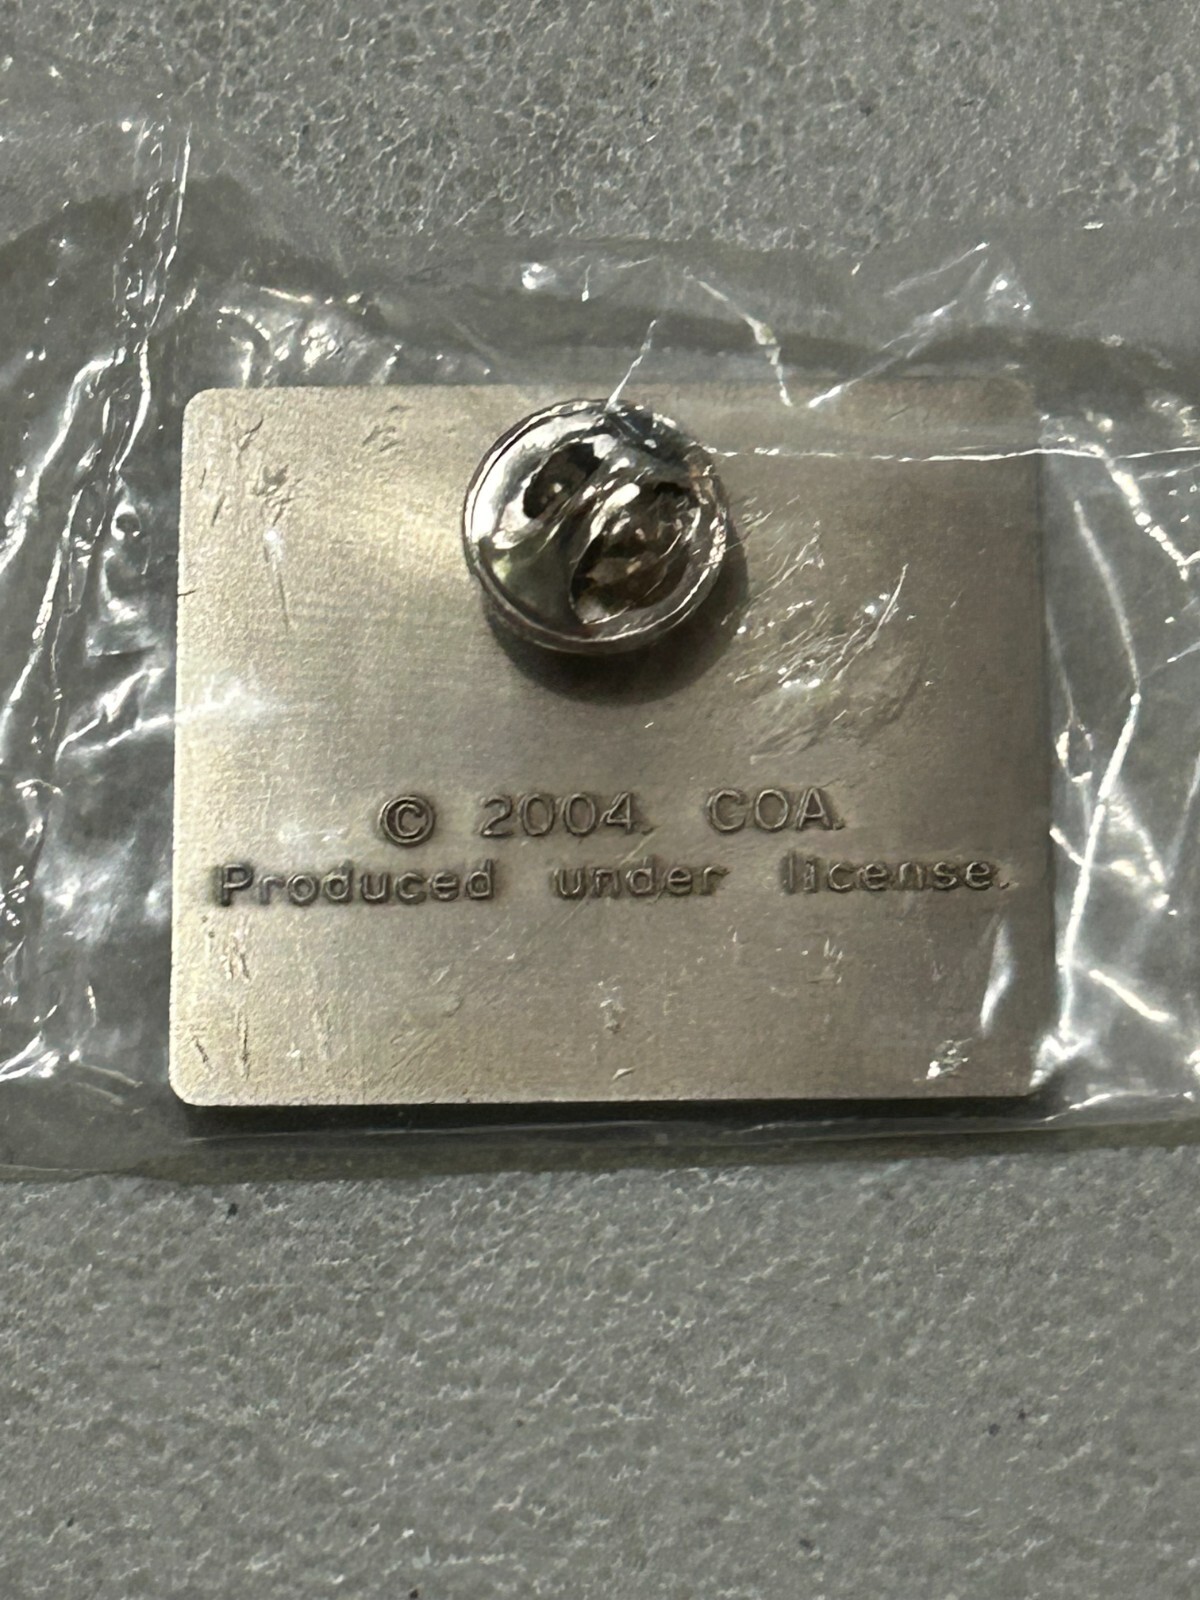 © 2004. COA.
Produced under license.